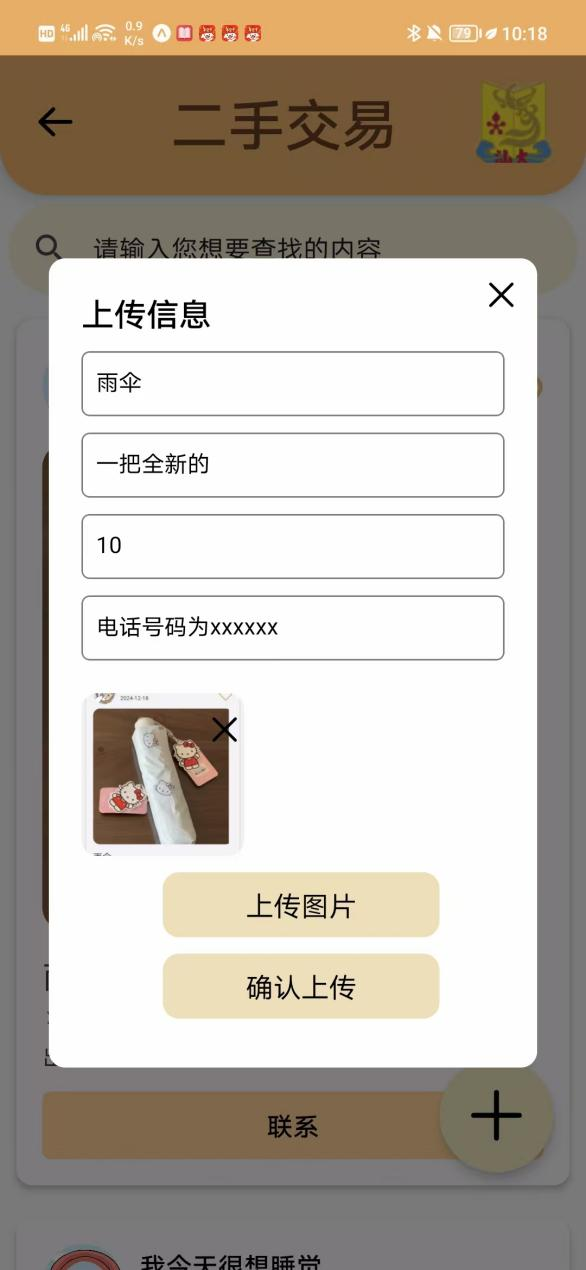 HD 4G 0.9 K/s 79 10:18
二手交易
汕大
请输入您想要查找的内容
上传信息
雨伞
一把全新的
10
电话号码为xxxxxx
2024-12-16
上传图片
确认上传
联系
我今天很想睡觉